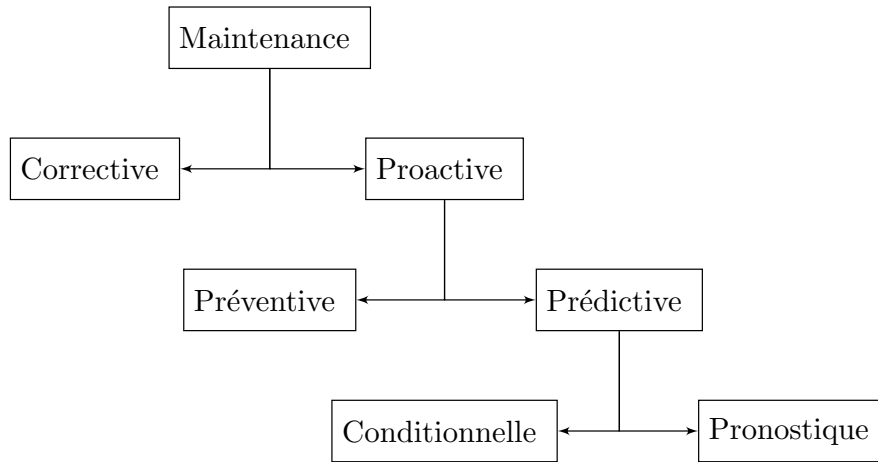 Maintenance
Corrective
Proactive
Préventive
Prédictive
Conditionnelle
Pronostique